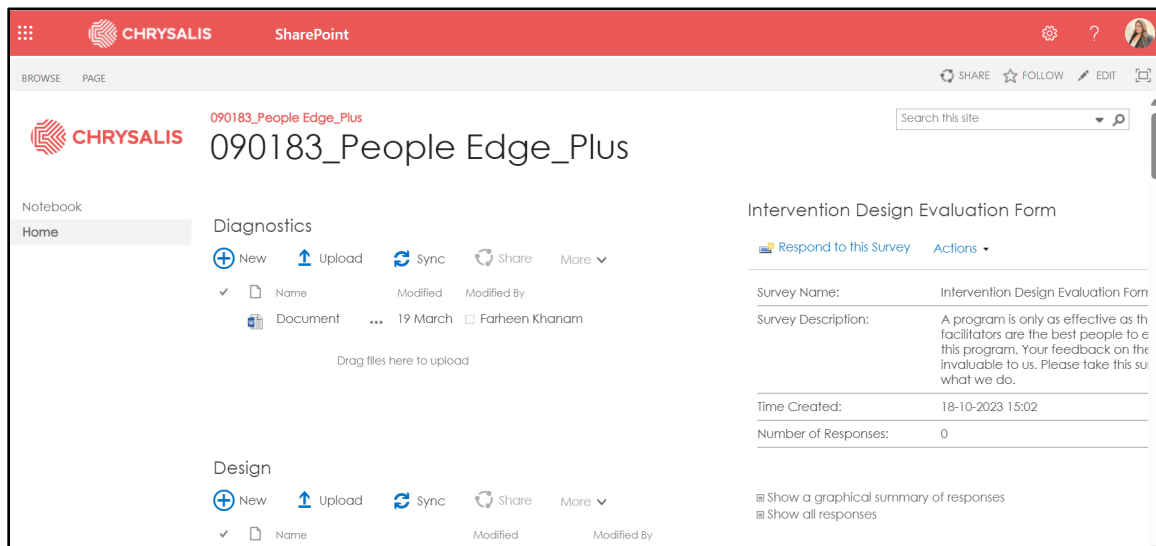 CHRYSALIS SharePoint ?
BROWSE PAGE SHARE FOLLOW EDIT
CHRYSALIS
090183_People Edge_Plus
090183_People Edge_Plus
Search this site
Notebook
Home
Diagnostics
New Upload Sync Share More
Name Modified Modified By
Document ... 19 March Farheen Khanam
Drag files here to upload
Design
New Upload Sync Share More
Name Modified Modified By
Intervention Design Evaluation Form
Respond to this Survey Actions
Survey Name: Intervention Design Evaluation Form
Survey Description: A program is only as effective as th
facilitators are the best people to e
this program. Your feedback on the
invaluable to us. Please take this su
what we do.
Time Created: 18-10-2023 15:02
Number of Responses: 0
Show a graphical summary of responses
Show all responses